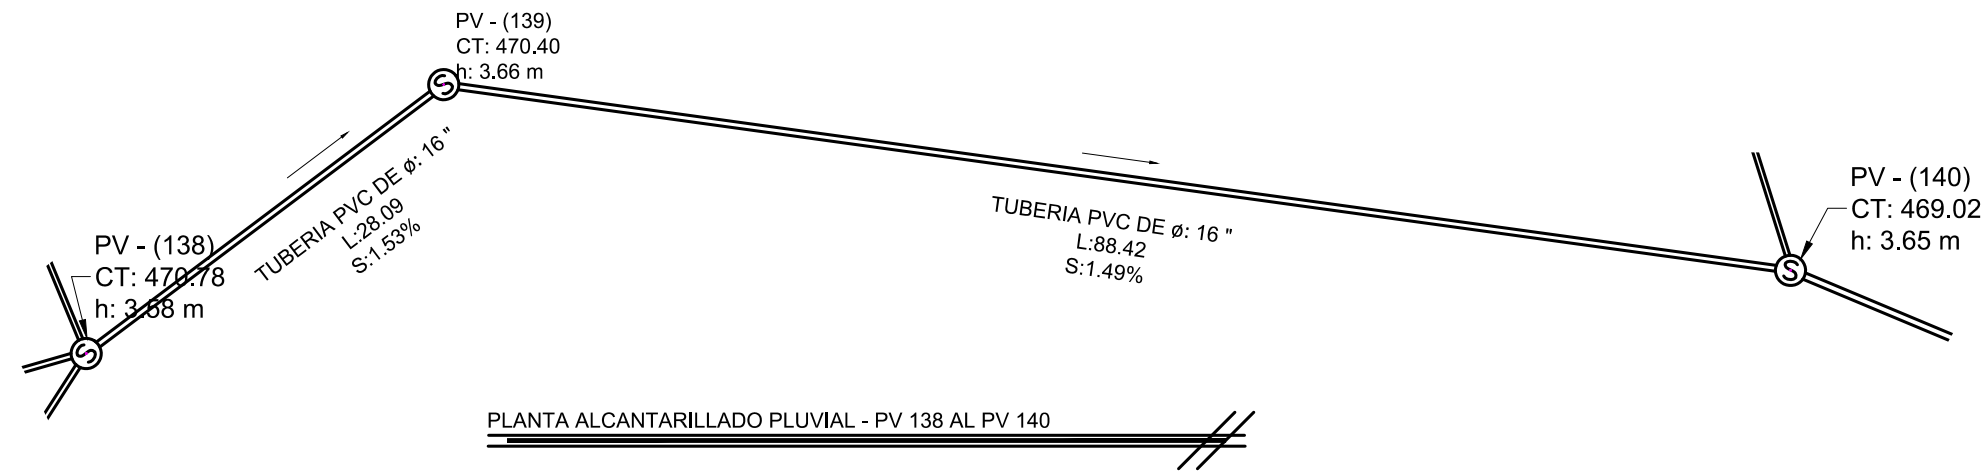 PV - (139)
CT: 470.40
h: 3.66 m
TUBERIA PVC DE ø: 16 "
L:28.09
S:1.53%
PV - (138)
CT: 470.78
h: 3.58 m
TUBERIA PVC DE ø: 16 "
L:88.42
S:1.49%
PV - (140)
CT: 469.02
h: 3.65 m
S
S
S
PLANTA ALCANTARILLADO PLUVIAL - PV 138 AL PV 140